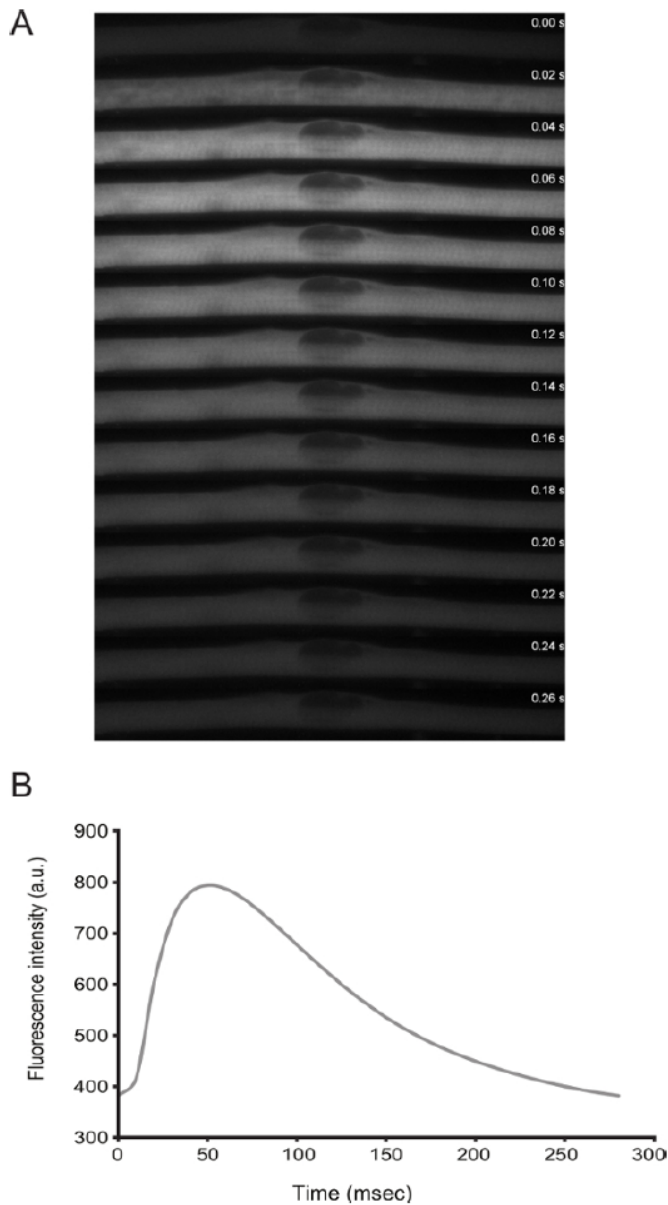 A
0.00 s
0.02 s
0.04 s
0.06 s
0.08 s
0.10 s
0.12 s
0.14 s
0.16 s
0.18 s
0.20 s
0.22 s
0.24 s
0.26 s
B
Fluorescence intensity (a.u.)
900
800
700
600
500
400
300
0 50 100 150 200 250 300
Time (msec)